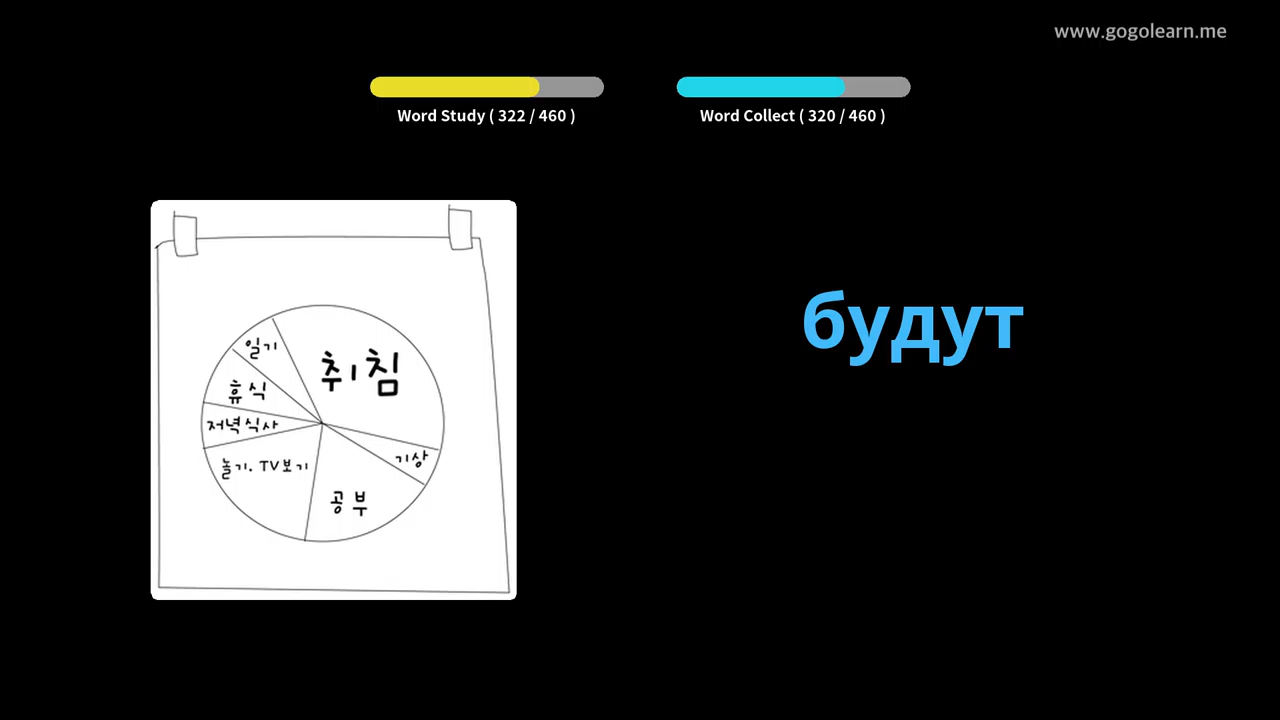 www.gogolearn.me
Word Study ( 322 / 460 )
Word Collect ( 320 / 460 )
일기
취침
휴식
저녁식사
놀기. TV보기
기상
공부
будут